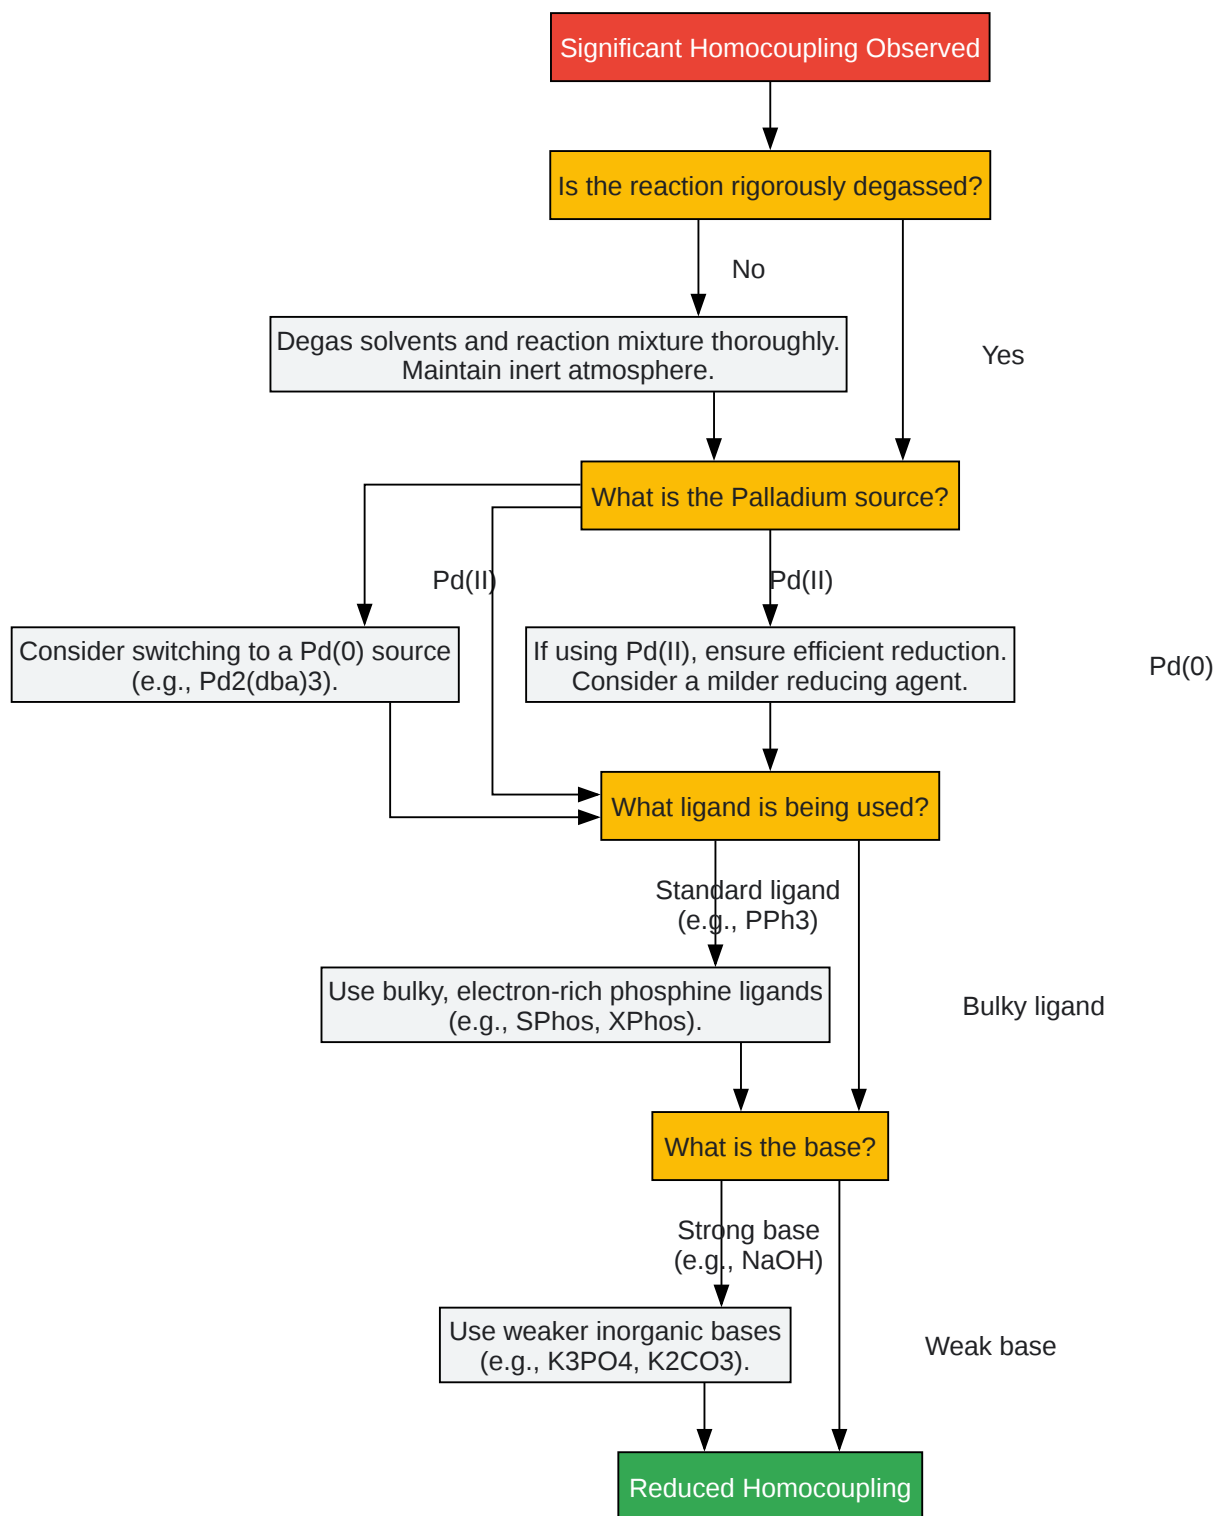 Significant Homocoupling Observed
Is the reaction rigorously degassed?
No
Degas solvents and reaction mixture thoroughly.
Maintain inert atmosphere.
Yes
What is the Palladium source?
Pd(II)
Pd(II)
Consider switching to a Pd(0) source
(e.g., Pd2(dba)3).
If using Pd(II), ensure efficient reduction.
Consider a milder reducing agent.
Pd(0)
What ligand is being used?
Standard ligand
(e.g., PPh3)
Use bulky, electron-rich phosphine ligands
(e.g., SPhos, XPhos).
Bulky ligand
What is the base?
Strong base
(e.g., NaOH)
Use weaker inorganic bases
(e.g., K3PO4, K2CO3).
Weak base
Reduced Homocoupling